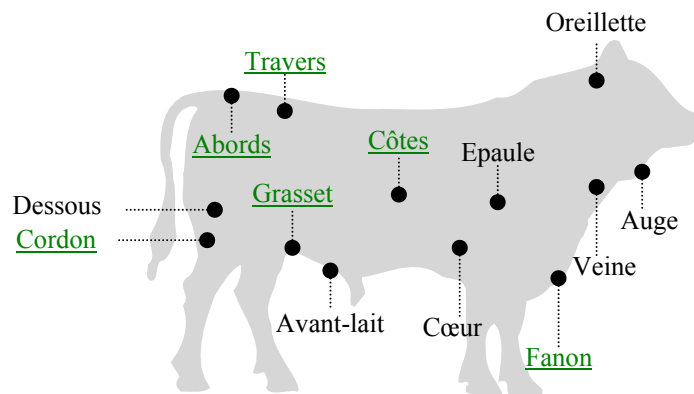 Oreillette
Travers
Abords
Côtes
Epaule
Grasset
Dessous
Cordon
Auge
Veine
Avant-lait
Cœur
Fanon